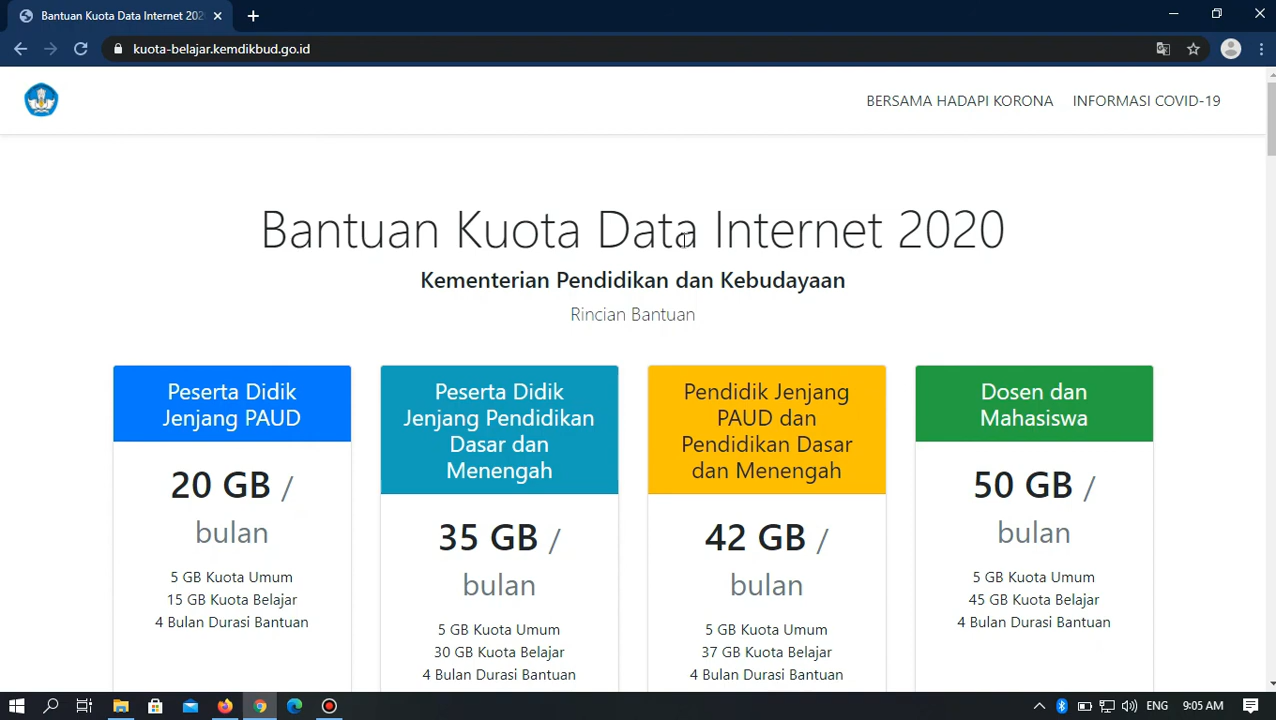 Bantuan Kuota Data Internet 202
kuota-belajar.kemdikbud.go.id
BERSAMA HADAPI KORONA
INFORMASI COVID-19
Bantuan Kuota Data Internet 2020
Kementerian Pendidikan dan Kebudayaan
Rincian Bantuan
Peserta Didik
Jenjang PAUD
20 GB /
bulan
5 GB Kuota Umum
15 GB Kuota Belajar
4 Bulan Durasi Bantuan
Peserta Didik
Jenjang Pendidikan
Dasar dan
Menengah
35 GB /
bulan
5 GB Kuota Umum
30 GB Kuota Belajar
4 Bulan Durasi Bantuan
Pendidik Jenjang
PAUD dan
Pendidikan Dasar
dan Menengah
42 GB /
bulan
5 GB Kuota Umum
37 GB Kuota Belajar
4 Bulan Durasi Bantuan
Dosen dan
Mahasiswa
50 GB /
bulan
5 GB Kuota Umum
45 GB Kuota Belajar
4 Bulan Durasi Bantuan
ENG
9:05 AM